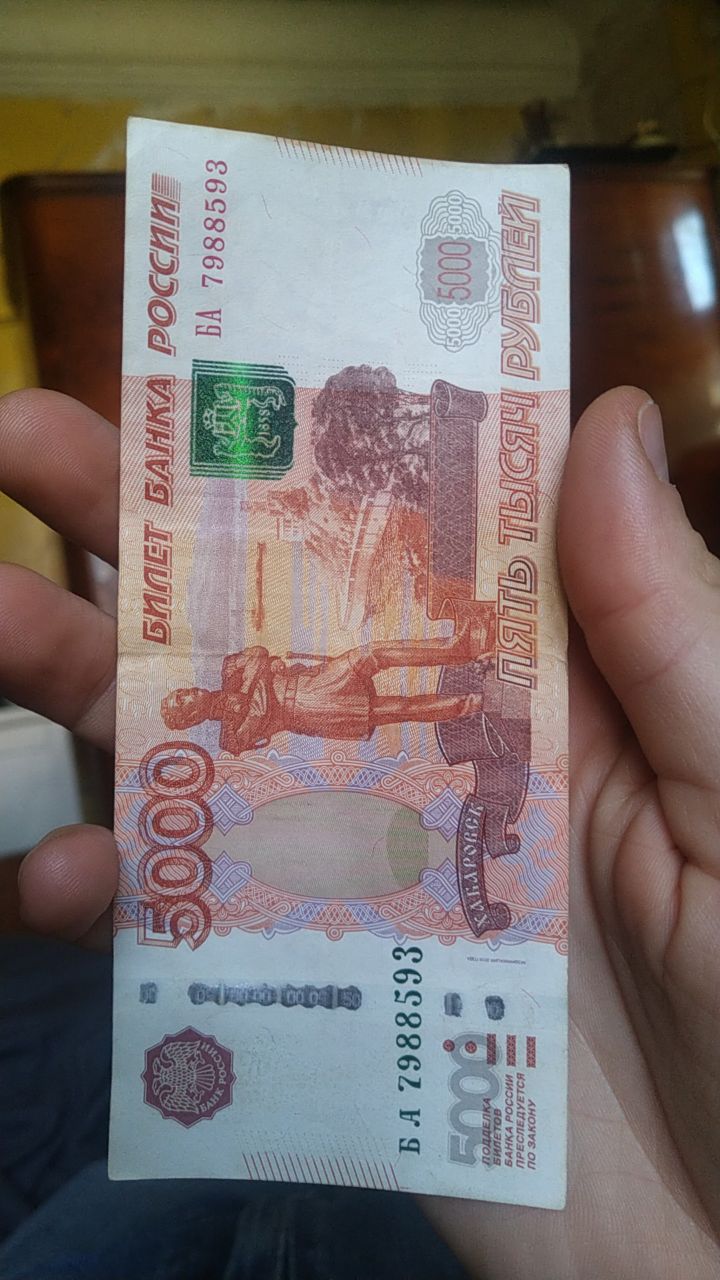 5000
БИЛЕТ БАНКА РОССИИ
БАНК РОССИИ
БА 7988593
1858
БА 7988593
5000
ПОДДЕЛКА
БИЛЕТОВ
БАНКА РОССИИ
ПРЕСЛЕДУЕТСЯ
ПО ЗАКОНУ
ХАБАРОВСК
5000 5000 5000
ПЯТЬ ТЫСЯЧ РУБЛЕЙ